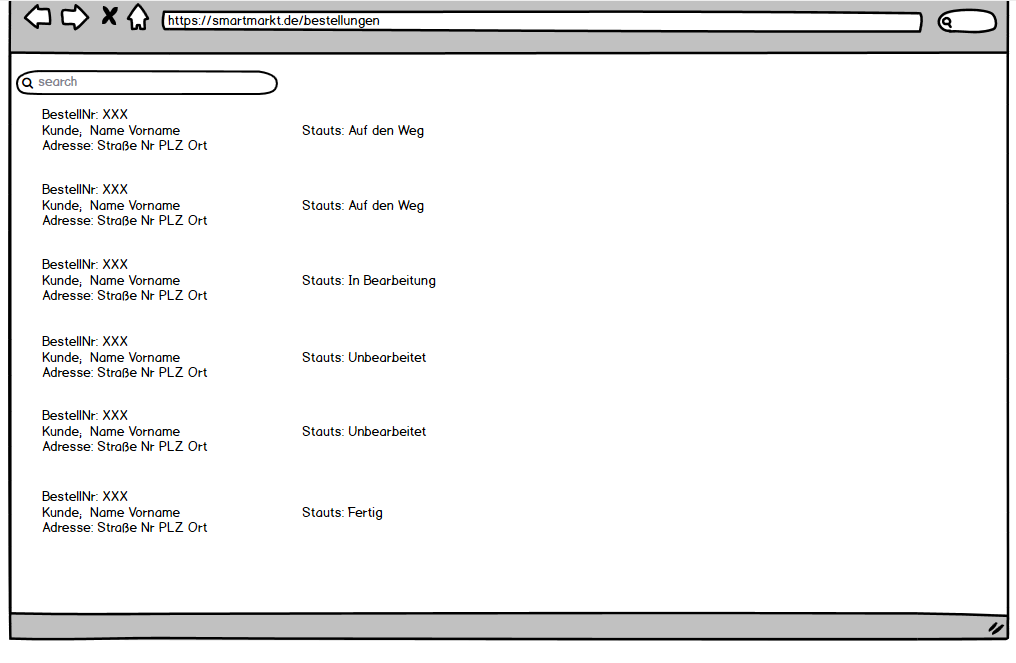 https://smartmarkt.de/bestellungen
search
BestellNr: XXX
Kunde; Name Vorname
Stauts: Auf den Weg
Adresse: Straße Nr PLZ Ort
BestellNr: XXX
Kunde; Name Vorname
Stauts: Auf den Weg
Adresse: Straße Nr PLZ Ort
BestellNr: XXX
Kunde; Name Vorname
Stauts: In Bearbeitung
Adresse: Straße Nr PLZ Ort
BestellNr: XXX
Kunde; Name Vorname
Stauts: Unbearbeitet
Adresse: Straße Nr PLZ Ort
BestellNr: XXX
Kunde; Name Vorname
Stauts: Unbearbeitet
Adresse: Straße Nr PLZ Ort
BestellNr: XXX
Kunde; Name Vorname
Stauts: Fertig
Adresse: Straße Nr PLZ Ort